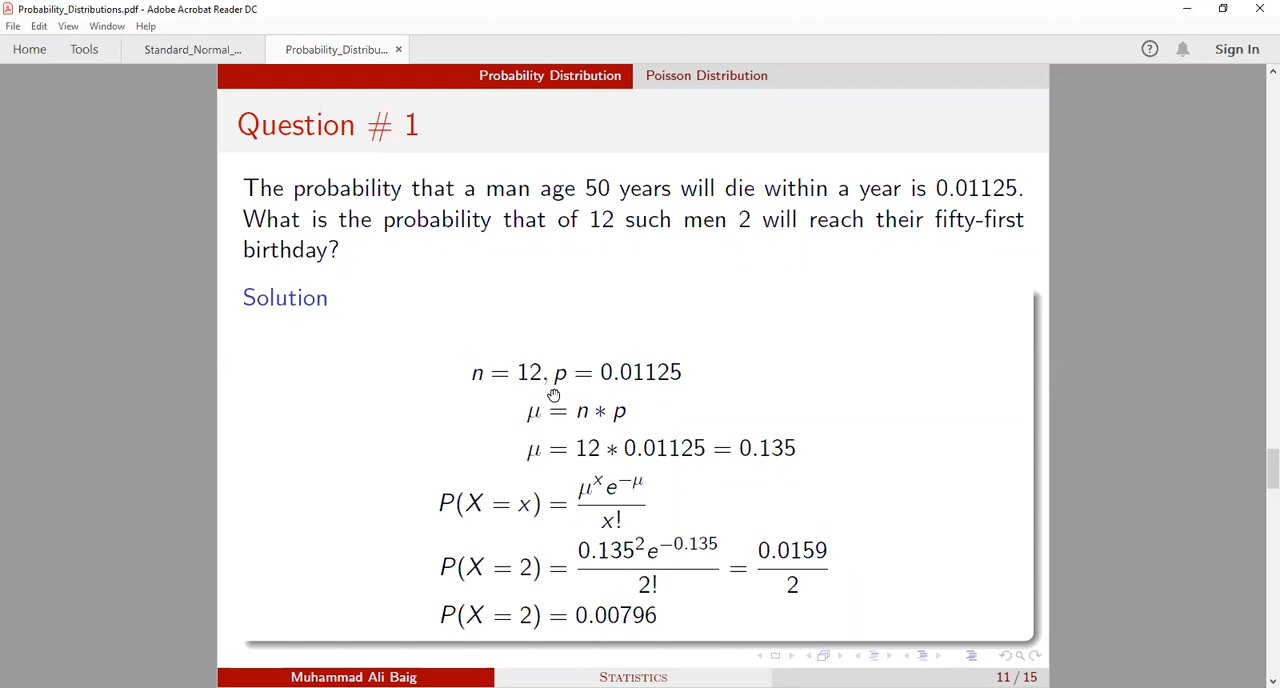 Probability_Distributions.pdf - Adobe Acrobat Reader DC
File Edit View Window Help
Home Tools Standard_Normal_... Probability_Distribu... × ? Sign In
Probability Distribution Poisson Distribution
Question # 1
The probability that a man age 50 years will die within a year is 0.01125.
What is the probability that of 12 such men 2 will reach their fifty-first
birthday?
Solution
n = 12, p = 0.01125
μ = n ∗ p
μ = 12 ∗ 0.01125 = 0.135
P(X = x) = μ^x e^−μ / x!
P(X = 2) = 0.135² e^−0.135 / 2! = 0.0159 / 2
P(X = 2) = 0.00796
Muhammad Ali Baig STATISTICS 11 / 15